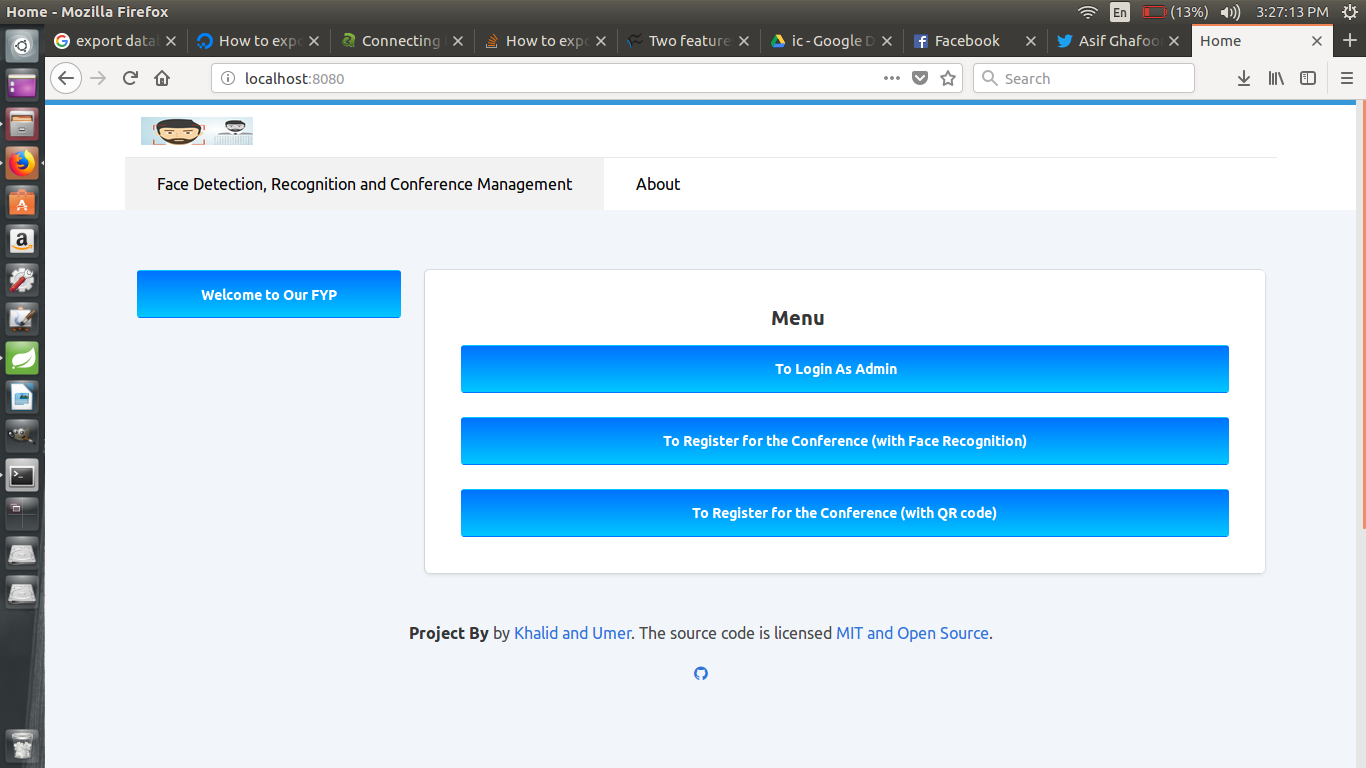 Home - Mozilla Firefox
En
(13%)
3:27:13 PM
export data
How to expo
Connecting
How to expo
Two feature
ic - Google D
Facebook
Asif Ghafoo
Home
localhost:8080
Search
Face Detection, Recognition and Conference Management
About
Welcome to Our FYP
Menu
To Login As Admin
To Register for the Conference (with Face Recognition)
To Register for the Conference (with QR code)
Project By by Khalid and Umer. The source code is licensed MIT and Open Source.